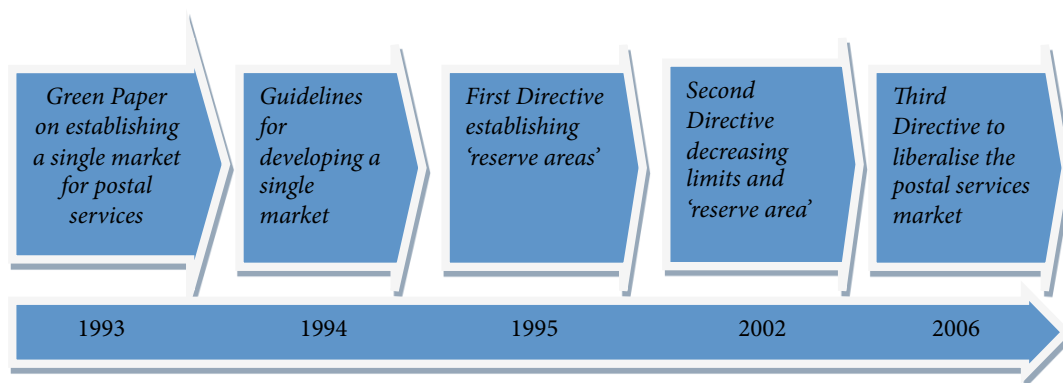 Green Paper
on establishing
a single market
for postal
services
Guidelines
for
developing a
single
market
First Directive
establishing
‘reserve areas’
Second
Directive
decreasing
limits and
‘reserve area’
Third
Directive to
liberalise the
postal services
market
1993
1994
1995
2002
2006